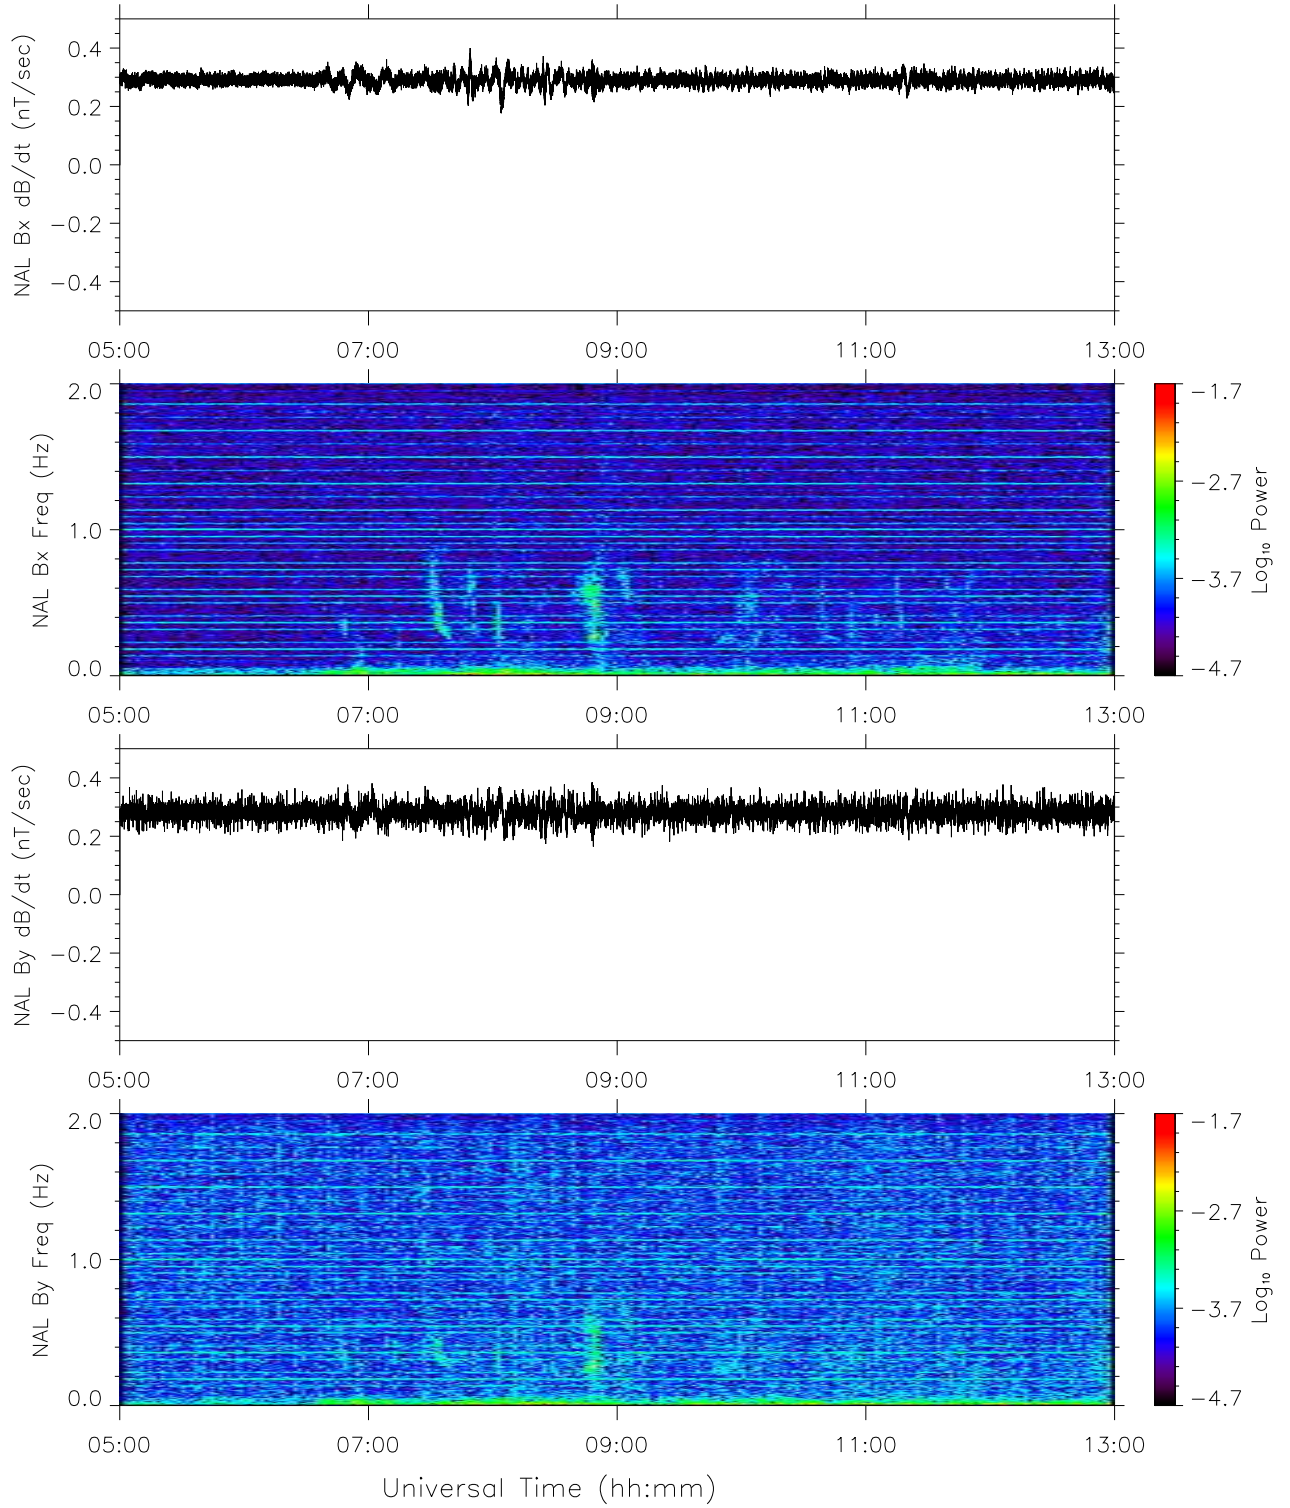 NAL Bx dB/dt (nT/sec)
0.4
0.2
0.0
−0.2
−0.4
05:00 07:00 09:00 11:00 13:00
NAL Bx Freq (Hz)
2.0
1.0
0.0
−1.7
−2.7
−3.7
−4.7
Log₁₀ Power
05:00 07:00 09:00 11:00 13:00
NAL By dB/dt (nT/sec)
0.4
0.2
0.0
−0.2
−0.4
05:00 07:00 09:00 11:00 13:00
NAL By Freq (Hz)
2.0
1.0
0.0
−1.7
−2.7
−3.7
−4.7
Log₁₀ Power
05:00 07:00 09:00 11:00 13:00
Universal Time (hh:mm)